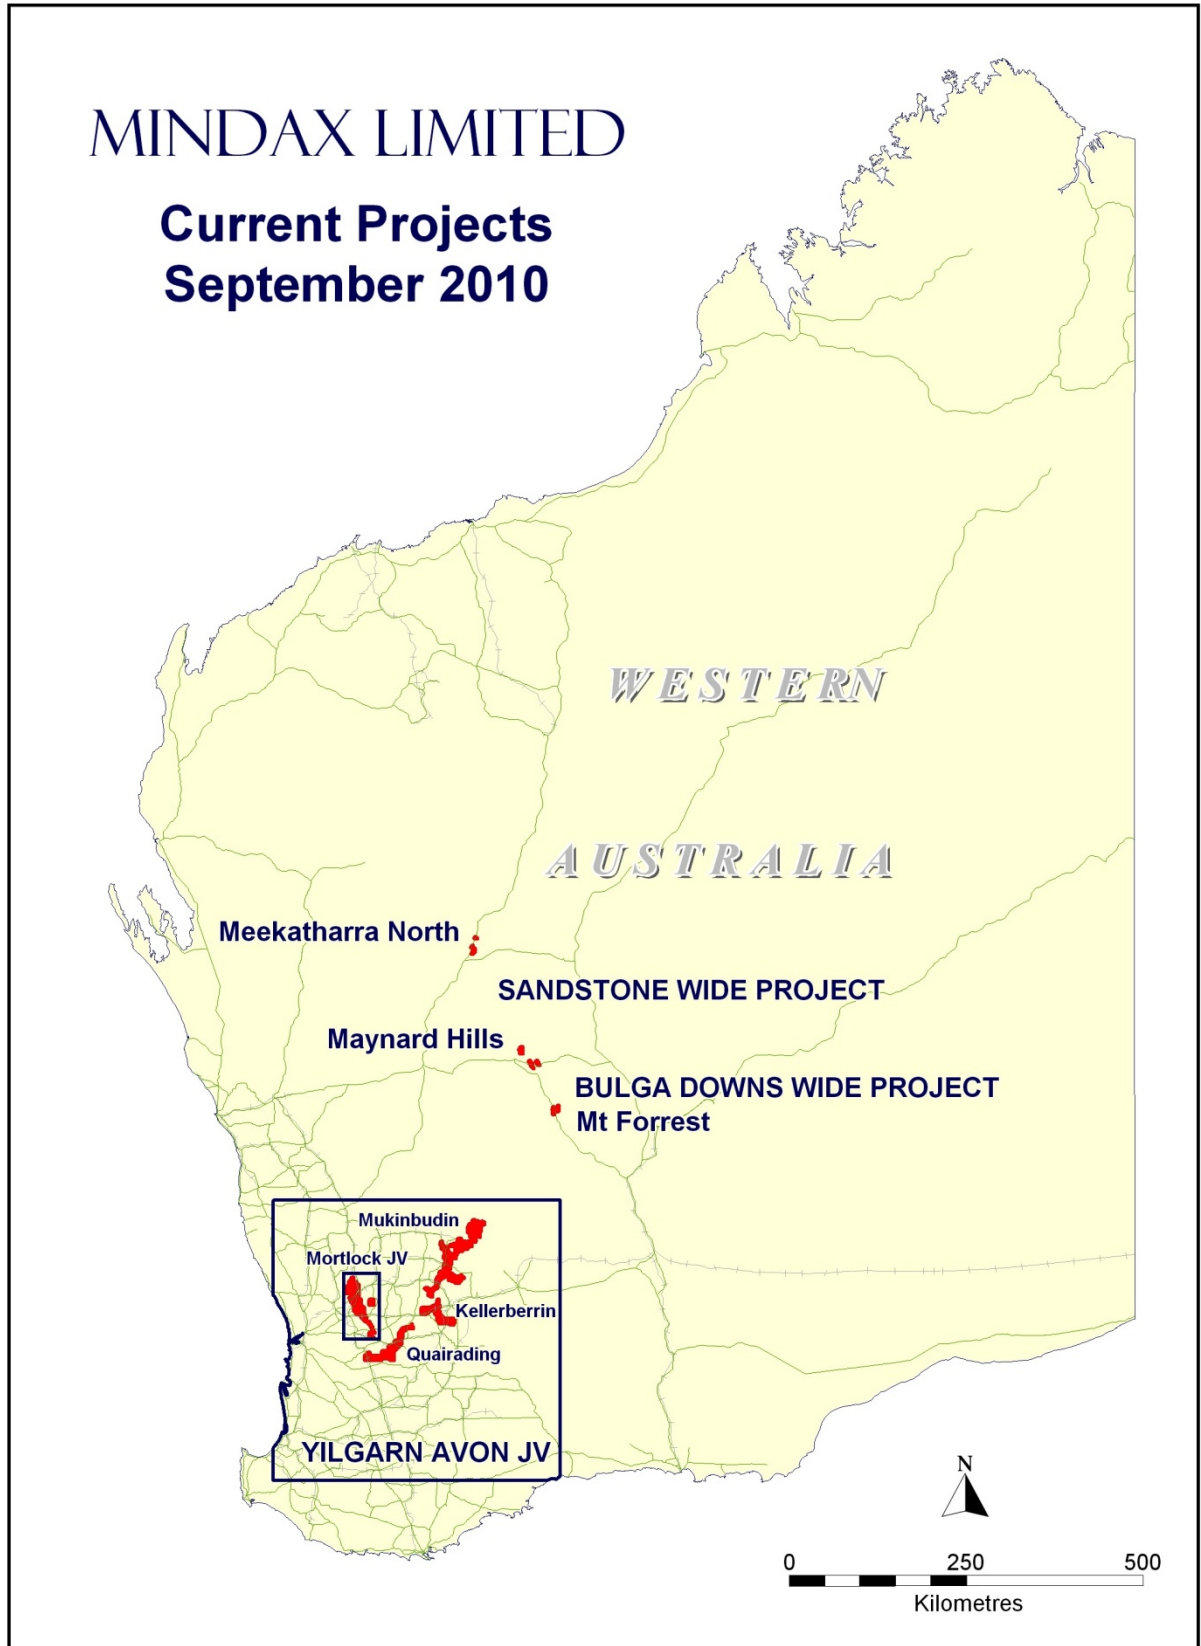 MINDAX LIMITED
Current Projects
September 2010
WESTERN
AUSTRALIA
Meekatharra North
SANDSTONE WIDE PROJECT
Maynard Hills
BULGA DOWNS WIDE PROJECT
Mt Forrest
Mukinbudin
Mortlock JV
Kellerberrin
Quairading
YILGARN AVON JV
N
0 250 500
Kilometres